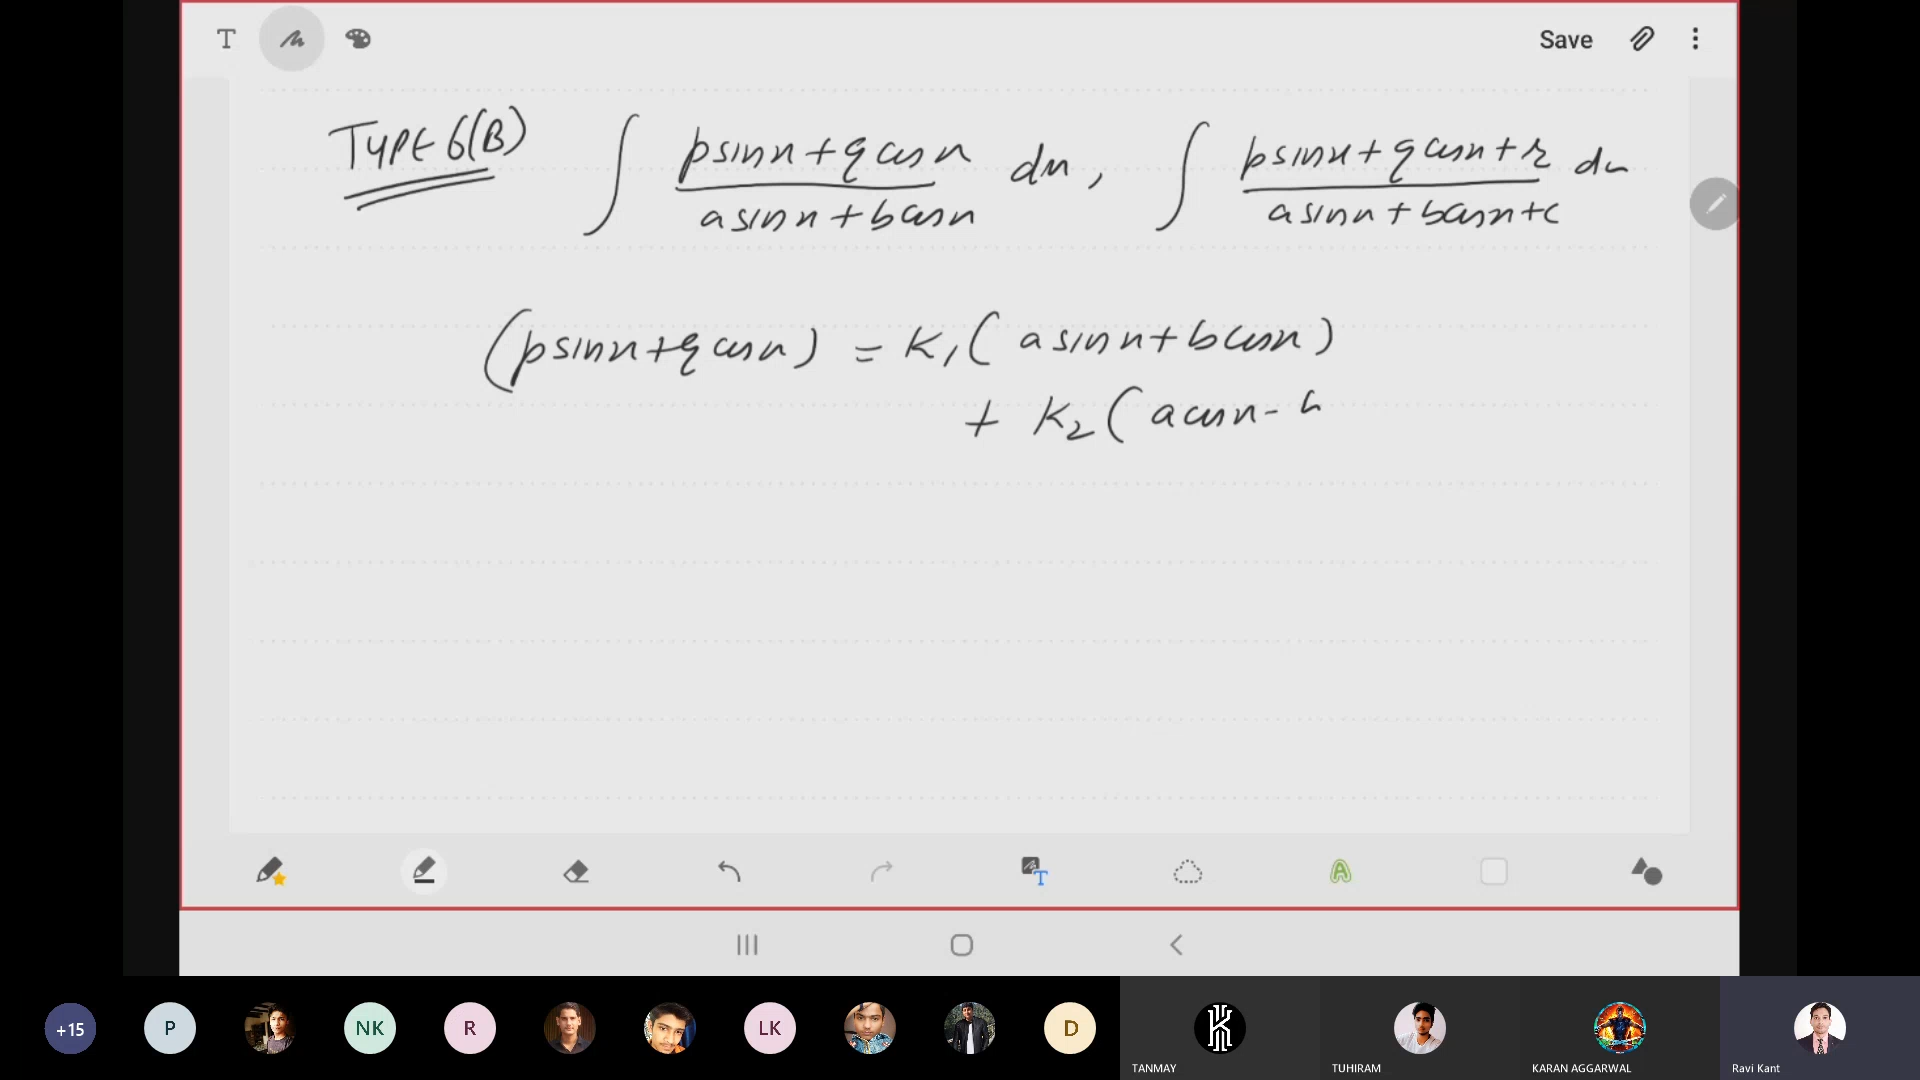 T
Save
TYPE 6(B) ∫ psinx+qcosx / asinx+bcosx dx, ∫ psinx+qcosx+r / asinx+bcosx+c dx
(psinx+qcosx) = K₁( asinx+bcosx)
+ K₂( acosx-
T
A
+15
P
NK
R
LK
D
TANMAY
TUHIRAM
KARAN AGGARWAL
Ravi Kant